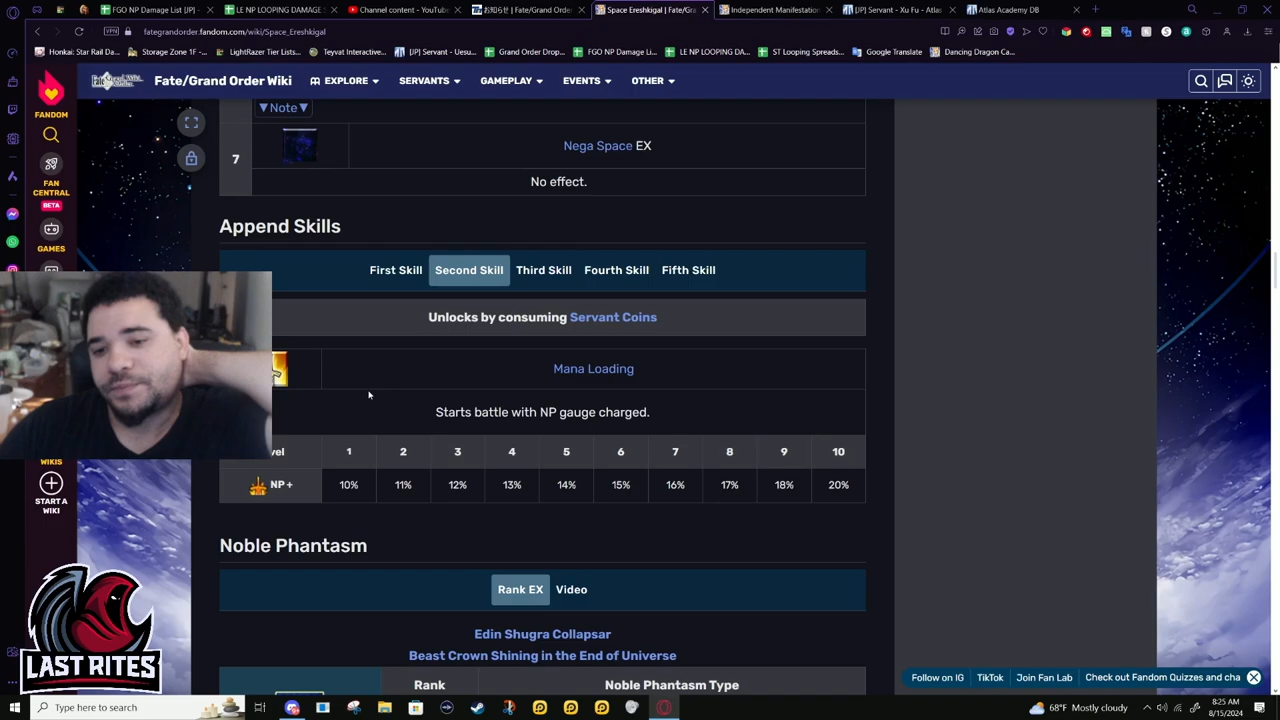 FGO NP Damage List [JP] -
LE NP LOOPING DAMAGE
Channel content - YouTube
お知らせ | Fate/Grand Order
Space Ereshkigal | Fate/Gra
Independent Manifestation
[JP] Servant - Xu Fu - Atlas
Atlas Academy DB
VPN
fategrandorder.fandom.com/wiki/Space_Ereshkigal
Honkai: Star Rail Da...
Storage Zone 1F -...
LightRazer Tier Lists...
Teyvat Interactive...
[JP] Servant - Uesu...
Grand Order Drop...
FGO NP Damage Li...
LE NP LOOPING DA...
ST Looping Spreads...
Google Translate
Dancing Dragon Ca...
Fate/Grand Order Wiki
EXPLORE
SERVANTS
GAMEPLAY
EVENTS
OTHER
FANDOM
FAN
CENTRAL
BETA
GAMES
WIKIS
START A
WIKI
▼Note▼
7
Nega Space EX
No effect.
Append Skills
First Skill
Second Skill
Third Skill
Fourth Skill
Fifth Skill
Unlocks by consuming Servant Coins
Mana Loading
Starts battle with NP gauge charged.
vel 1 2 3 4 5 6 7 8 9 10
NP + 10% 11% 12% 13% 14% 15% 16% 17% 18% 20%
Noble Phantasm
Rank EX
Video
Edin Shugra Collapsar
Beast Crown Shining in the End of Universe
Rank
Noble Phantasm Type
LAST RITES
Follow on IG
TikTok
Join Fan Lab
Check out Fandom Quizzes and cha
Type here to search
68°F Mostly cloudy
8:25 AM
8/15/2024